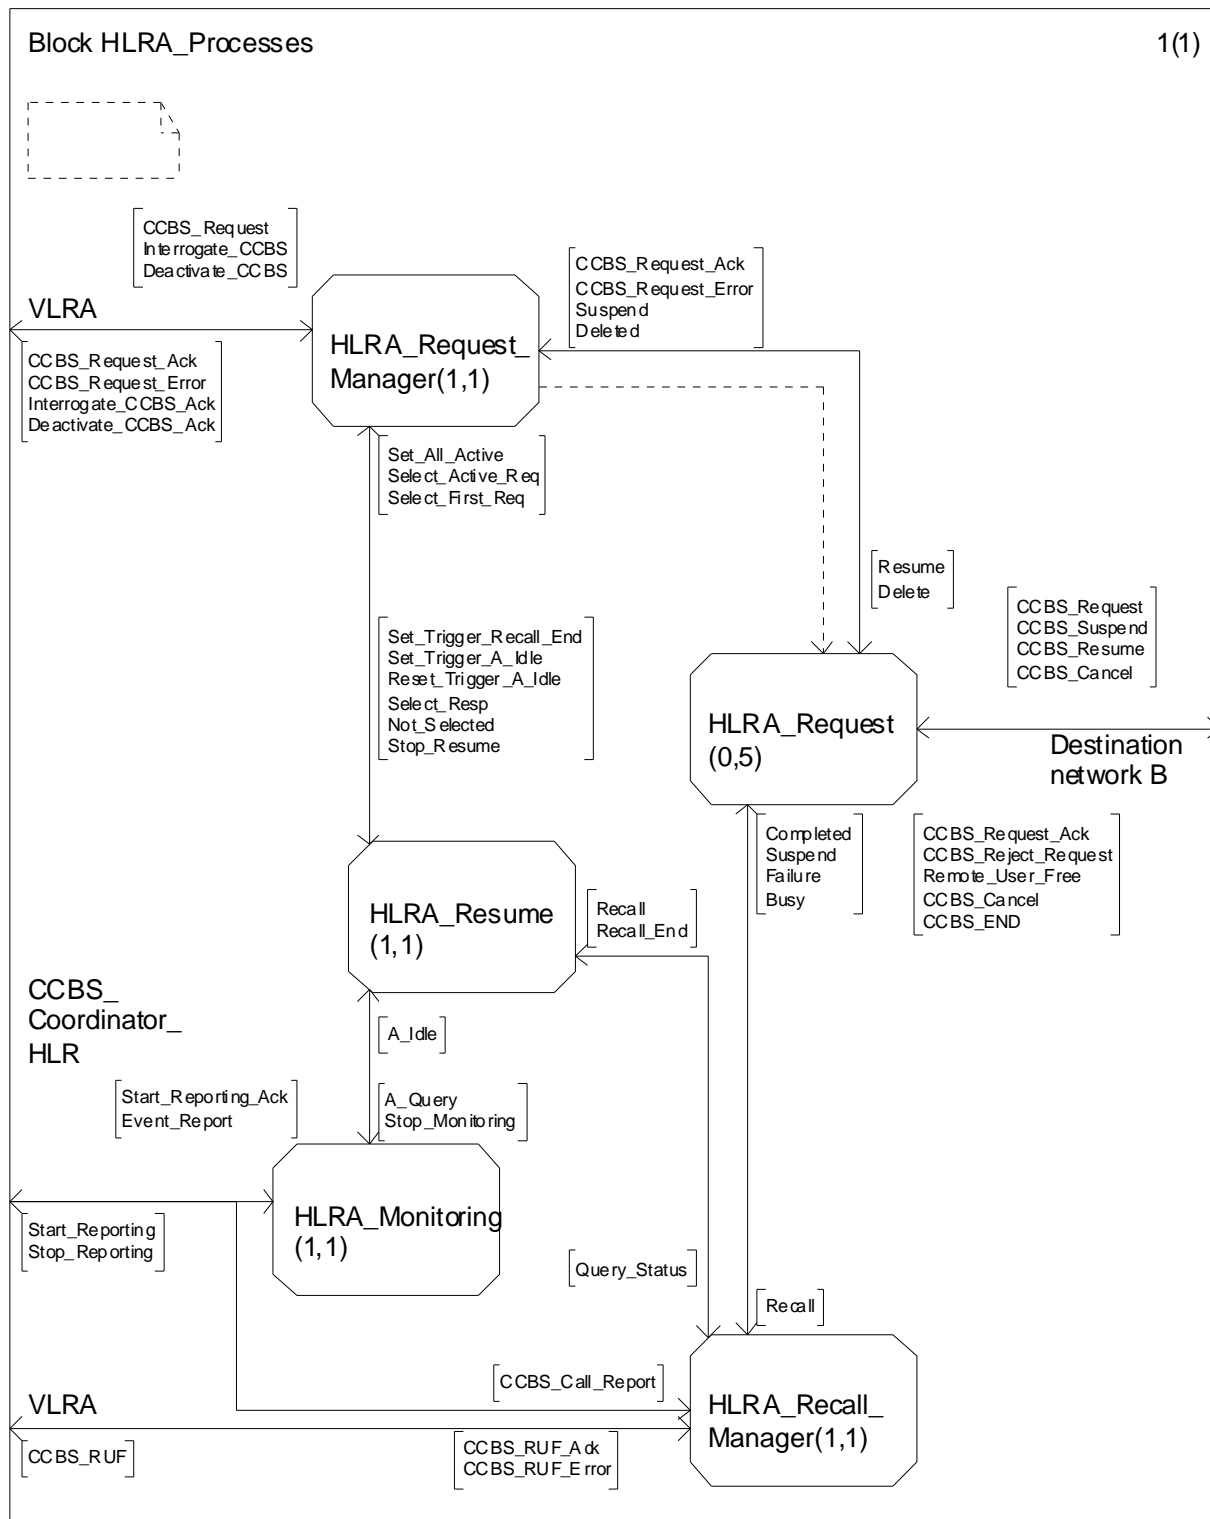 Block HLRA_Processes
1(1)
CCBS_Request
Interrogate_CCBS
Deactivate_CCBS
CCBS_Request_Ack
CCBS_Request_Error
Suspend
Deleted
VLRA
HLRA_Request_
Manager(1,1)
CCBS_Request_Ack
CCBS_Request_Error
Interrogate_CCBS_Ack
Deactivate_CCBS_Ack
Set_All_Active
Select_Active_Req
Select_First_Req
Resume
Delete
CCBS_Request
CCBS_Suspend
CCBS_Resume
CCBS_Cancel
Set_Trigger_Recall_End
Set_Trigger_A_Idle
Reset_Trigger_A_Idle
Select_Resp
Not_Selected
Stop_Resume
HLRA_Request
(0,5)
Destination
network B
Completed
Suspend
Failure
Busy
CCBS_Request_Ack
CCBS_Reject_Request
Remote_User_Free
CCBS_Cancel
CCBS_END
HLRA_Resume
(1,1)
Recall
Recall_End
CCBS_
Coordinator_
HLR
A_Idle
Start_Reporting_Ack
Event_Report
A_Query
Stop_Monitoring
HLRA_Monitoring
(1,1)
Start_Reporting
Stop_Reporting
Query_Status
Recall
CCBS_Call_Report
VLRA
HLRA_Recall_
Manager(1,1)
CCBS_RUF
CCBS_RUF_Ack
CCBS_RUF_Error